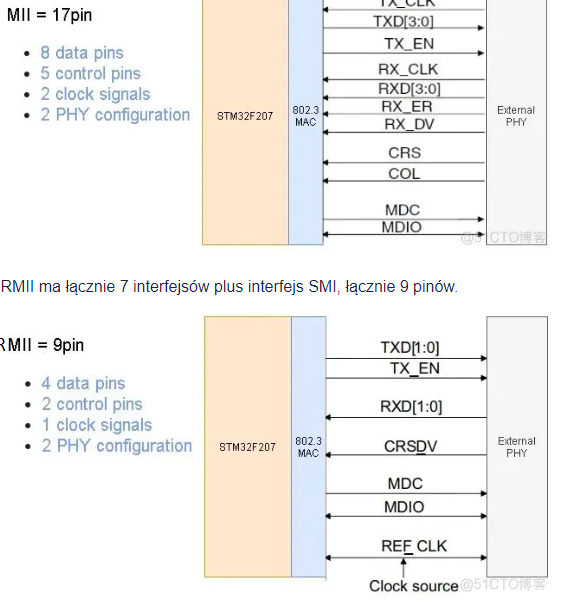 TX_CLK
MII = 17pin
TXD[3:0]
8 data pins
TX_EN
5 control pins
RX_CLK
2 clock signals
RXD[3:0]
2 PHY configuration
RX_ER
STM32F207
802.3
MAC
External
PHY
RX_DV
CRS
COL
MDC
MDIO
@51CTO博客
RMII ma łącznie 7 interfejsów plus interfejs SMI, łącznie 9 pinów.
RMII = 9pin
TXD[1:0]
TX_EN
4 data pins
2 control pins
RXD[1:0]
1 clock signals
2 PHY configuration
STM32F207
802.3
MAC
CRSDV
External
PHY
MDC
MDIO
REF_CLK
Clock source
@51CTO博客